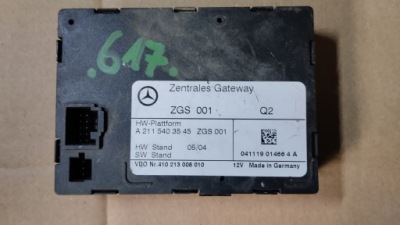 .617.
Zentrales Gateway
ZGS 001 Q2
HW-Plattform
A 211 540 35 45 ZGS 001
HW Stand 05/04
SW Stand
041119 01466 4 A
VDO Nr.410 213 006 010 12V Made in Germany